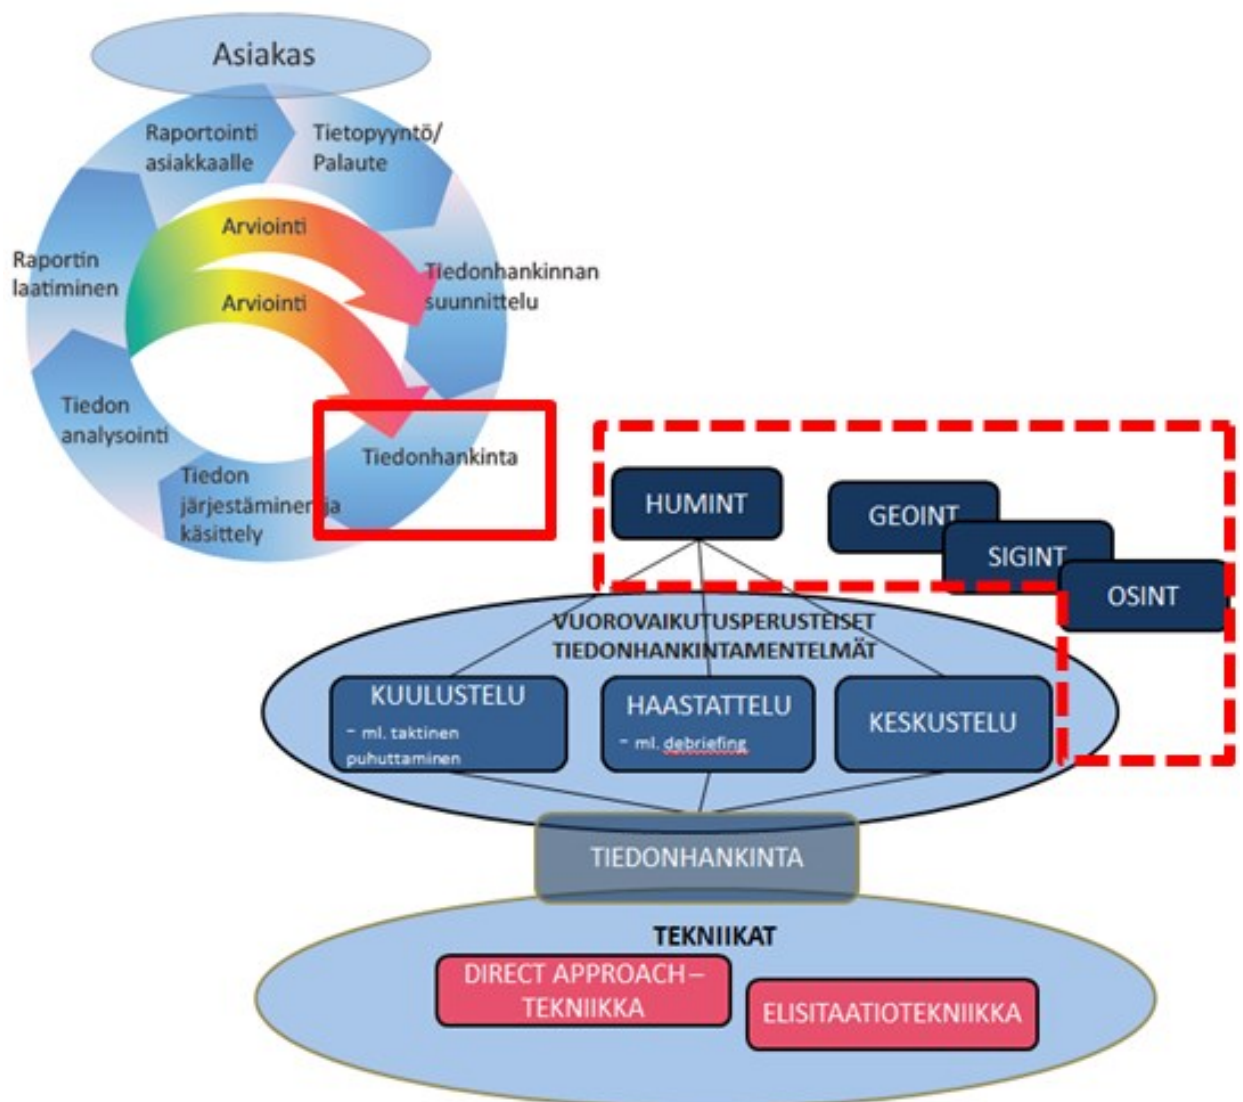 Asiakas
Raportointi
asiakkaalle
Tietopyyntö/
Palaute
Arviointi
Raportin
laatiminen
Tiedonhankinnan
suunnittelu
Arviointi
Tiedon
analysointi
Tiedonhankinta
Tiedon
järjestäminen ja
käsittely
HUMINT
GEOINT
SIGINT
OSINT
VUOROVAIKUTUSPERUSTEISET
TIEDONHANKINTAMENTELMÄT
KUULUSTELU
- ml. taktinen
puhuttaminen
HAASTATTELU
- ml. debriefing
KESKUSTELU
TIEDONHANKINTA
TEKNIIKAT
DIRECT APPROACH –
TEKNIIKKA
ELISITAATIOTEKNIIKKA